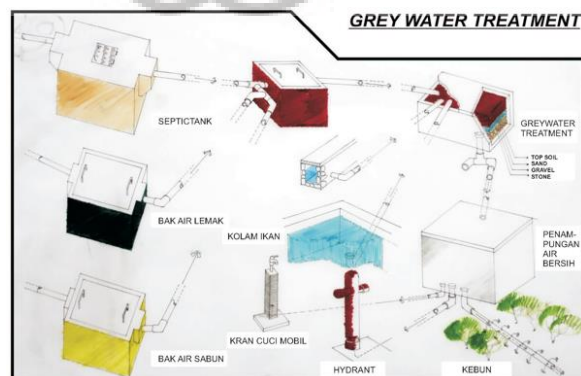 GREY WATER TREATMENT
SEPTICTANK
GREYWATER
TREATMENT
TOP SOIL
SAND
GRAVEL
STONE
BAK AIR LEMAK
KOLAM IKAN
PENAM-
PUNGAN
AIR
BERSIH
BAK AIR SABUN
KRAN CUCI MOBIL
HYDRANT
KEBUN